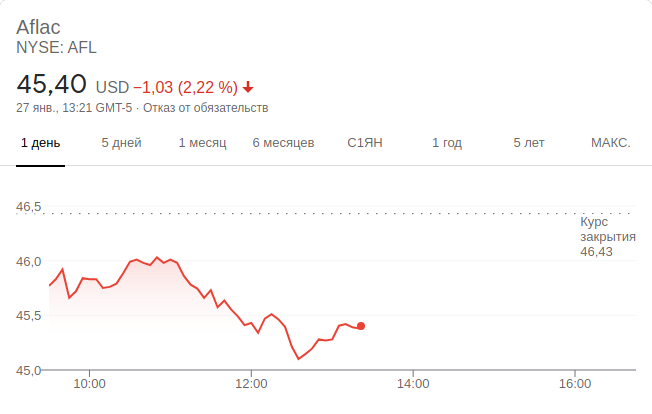 Aflac
NYSE: AFL
45,40 USD −1,03 (2,22 %)
27 янв., 13:21 GMT-5 · Отказ от обязательств
1 день 5 дней 1 месяц 6 месяцев С1ЯН 1 год 5 лет МАКС.
46,5
Курс
закрытия
46,43
46,0
45,5
45,0
10:00 12:00 14:00 16:00